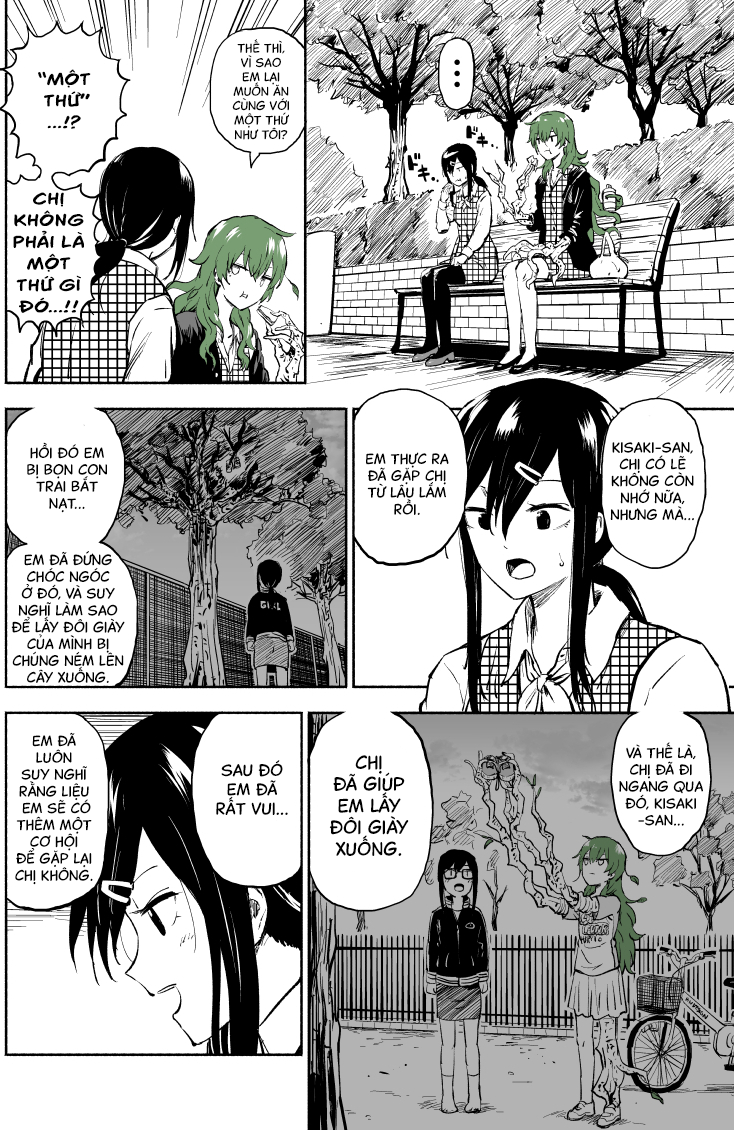 ...
ドキ..
ドキ..
THẾ THÌ,
VÌ SAO
EM LẠI
MUỐN ĂN
CÙNG VỚI
MỘT THỨ
NHƯ TÔI?
“MỘT
THỨ”
...!?
CHỊ
KHÔNG
PHẢI LÀ
MỘT
THỨ GÌ
ĐÓ...!!
KISAKI-SAN,
CHỊ CÓ LẼ
KHÔNG CÒN
NHỚ NỮA,
NHƯNG MÀ...
EM THỰC RA
ĐÃ GẶP CHỊ
TỪ LÂU LẮM
RỒI.
HỒI ĐÓ EM
BỊ BỌN CON
TRAI BẮT
NẠT...
EM ĐÃ ĐỨNG
CHÓC NGÓC
Ở ĐÓ, VÀ SUY
NGHĨ LÀM SAO
ĐỂ LẤY ĐÔI GIÀY
CỦA MÌNH BỊ
CHÚNG NÉM LÊN
CÂY XUỐNG.
VÀ THẾ LÀ,
CHỊ ĐÃ ĐI
NGANG QUA
ĐÓ, KISAKI
-SAN...
CHỊ
ĐÃ GIÚP
EM LẤY
ĐÔI GIÀY
XUỐNG.
SAU ĐÓ
EM ĐÃ
RẤT VUI...
EM ĐÃ
LUÔN
SUY NGHĨ
RẰNG LIỆU
EM SẼ CÓ
THÊM MỘT
CƠ HỘI
ĐỂ GẶP LẠI
CHỊ KHÔNG.